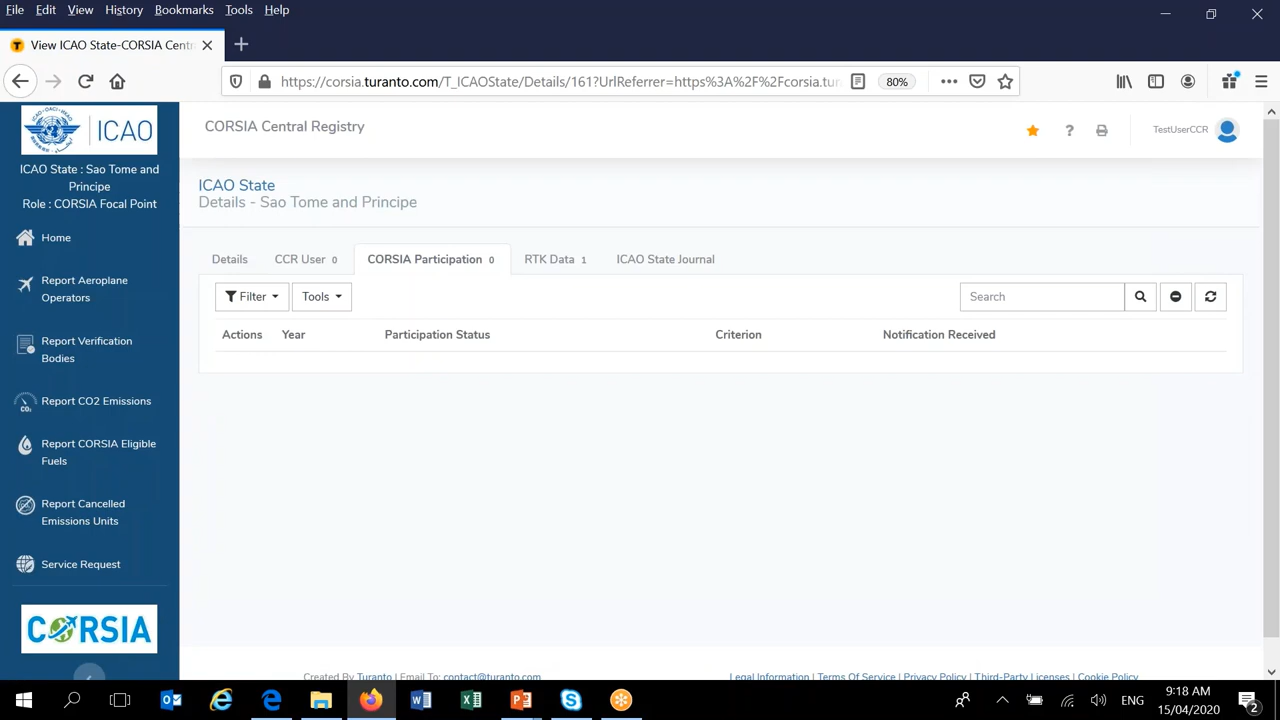 File Edit View History Bookmarks Tools Help
View ICAO State-CORSIA Centr
https://corsia.turanto.com/T_ICAOState/Details/161?UrlReferrer=https%3A%2F%2Fcorsia.tur
80%
ICAO
CORSIA Central Registry
TestUserCCR
ICAO State : Sao Tome and
Principe
Role : CORSIA Focal Point
Home
Report Aeroplane
Operators
Report Verification
Bodies
Report CO2 Emissions
Report CORSIA Eligible
Fuels
Report Cancelled
Emissions Units
Service Request
CORSIA
ICAO State
Details - Sao Tome and Principe
Details CCR User 0 CORSIA Participation 0 RTK Data 1 ICAO State Journal
Filter Tools Search
Actions Year Participation Status Criterion Notification Received
Created By Turanto | Email To: contact@turanto.com
Legal Information | Terms Of Service | Privacy Policy | Third-Party Licenses | Cookie Policy
ENG
9:18 AM
15/04/2020
2